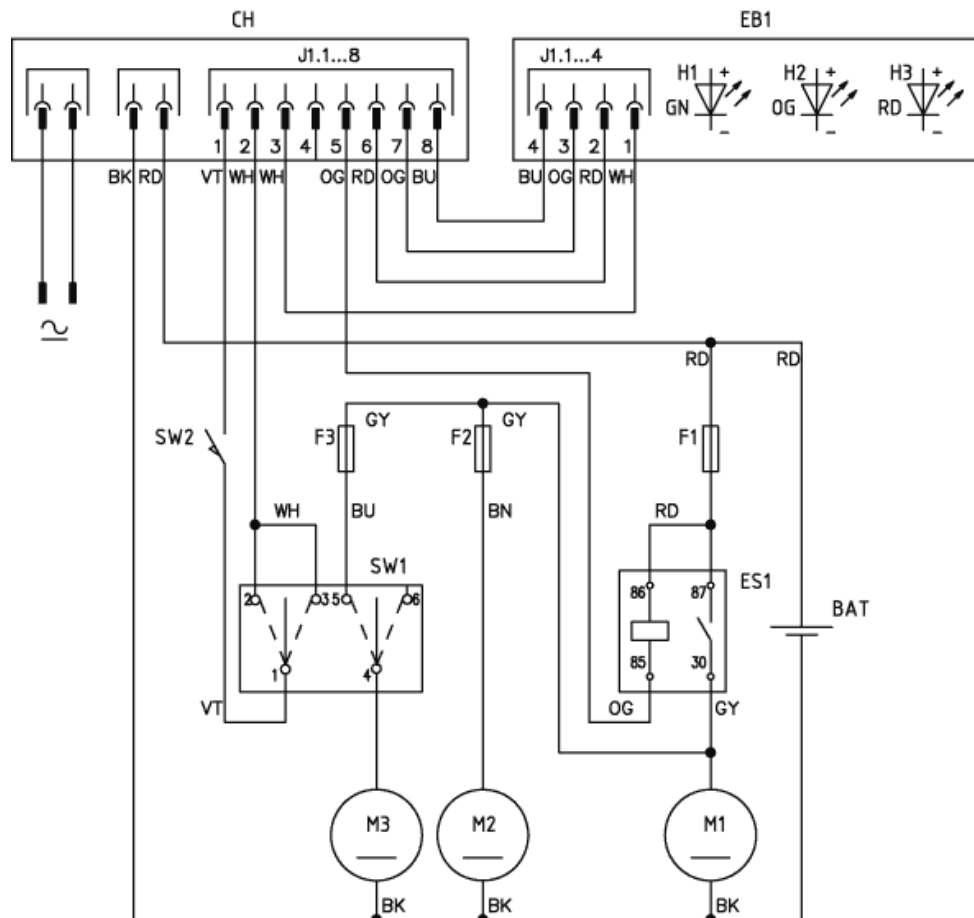 CH EB1
J1.1...8 J1.1...4
H1 + H2 + H3 +
GN OG RD
- - -
1 2 3 4 5 6 7 8 4 3 2 1
BK RD VT WH WH OG RD OG BU BU OG RD WH
RD RD
GY GY
SW2 F3 F2 F1
WH BU BN RD
SW1 ES1
2 3 5 6 86 87
BAT
1 4 85 30
VT OG GY
M3 M2 M1
BK BK BK